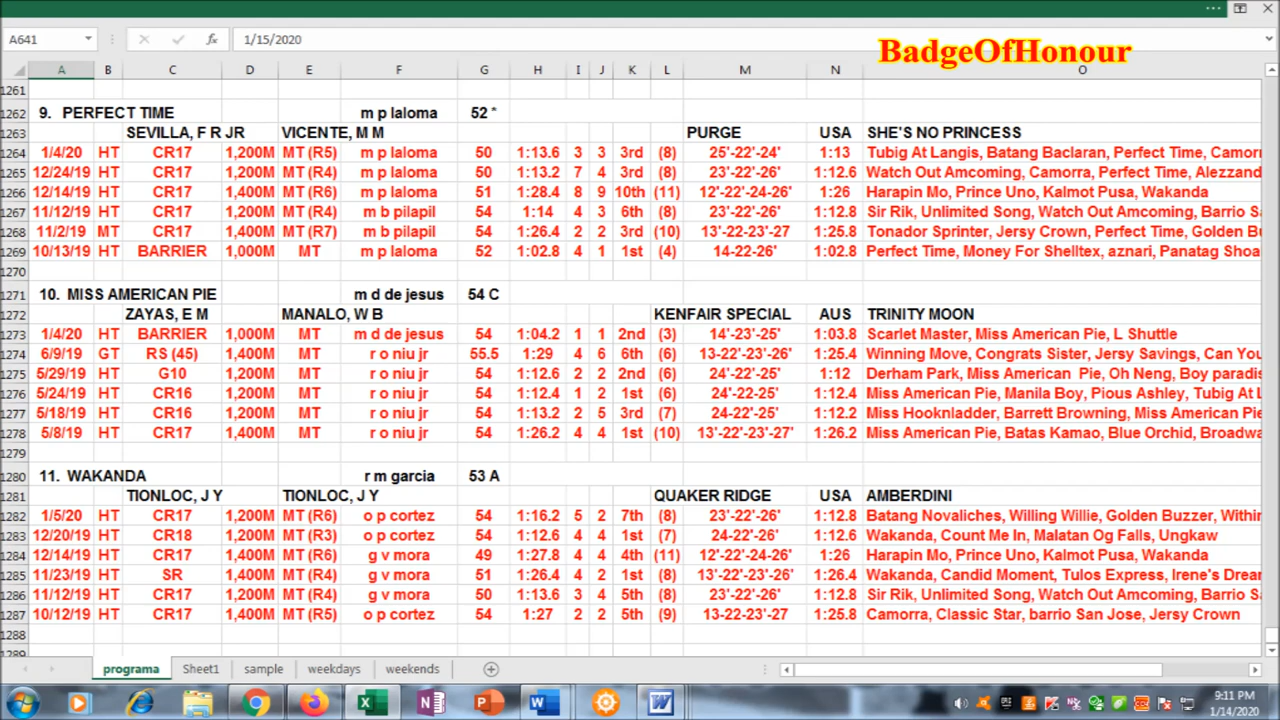 A641 fx 1/15/2020
BadgeOfHonour
A B C D E F G H I J K L M N O
1261
1262 9. PERFECT TIME m p laloma 52 *
1263 SEVILLA, F R JR VICENTE, M M PURGE USA SHE'S NO PRINCESS
1264 1/4/20 HT CR17 1,200M MT (R5) m p laloma 50 1:13.6 3 3 3rd (8) 25'-22'-24' 1:13 Tubig At Langis, Batang Baclaran, Perfect Time, Camorr
1265 12/24/19 HT CR17 1,200M MT (R4) m p laloma 50 1:13.2 7 4 3rd (8) 23'-22'-26' 1:12.6 Watch Out Amcoming, Camorra, Perfect Time, Alezzand
1266 12/14/19 HT CR17 1,400M MT (R6) m p laloma 51 1:28.4 8 9 10th (11) 12'-22'-24-26' 1:26 Harapin Mo, Prince Uno, Kalmot Pusa, Wakanda
1267 11/12/19 HT CR17 1,200M MT (R4) m b pilapil 54 1:14 4 3 6th (8) 23'-22'-26' 1:12.8 Sir Rik, Unlimited Song, Watch Out Amcoming, Barrio S
1268 11/2/19 MT CR17 1,400M MT (R7) m b pilapil 54 1:26.4 2 2 3rd (10) 13'-22'-23'-27 1:25.8 Tonador Sprinter, Jersy Crown, Perfect Time, Golden Bu
1269 10/13/19 HT BARRIER 1,000M MT m p laloma 52 1:02.8 4 1 1st (4) 14-22'-26' 1:02.8 Perfect Time, Money For Shelltex, aznari, Panatag Shoa
1270
1271 10. MISS AMERICAN PIE m d de jesus 54 C
1272 ZAYAS, E M MANALO, W B KENFAIR SPECIAL AUS TRINITY MOON
1273 1/4/20 HT BARRIER 1,000M MT m d de jesus 54 1:04.2 1 1 2nd (3) 14'-23'-25' 1:03.8 Scarlet Master, Miss American Pie, L Shuttle
1274 6/9/19 GT RS (45) 1,400M MT r o niu jr 55.5 1:29 4 6 6th (6) 13-22'-23'-26' 1:25.4 Winning Move, Congrats Sister, Jersy Savings, Can You
1275 5/29/19 HT G10 1,200M MT r o niu jr 54 1:12.6 2 2 2nd (6) 24'-22'-25' 1:12 Derham Park, Miss American Pie, Oh Neng, Boy paradis
1276 5/24/19 HT CR16 1,200M MT r o niu jr 54 1:12.4 1 2 1st (6) 24'-22-25' 1:12.4 Miss American Pie, Manila Boy, Pious Ashley, Tubig At L
1277 5/18/19 HT CR16 1,200M MT r o niu jr 54 1:13.2 2 5 3rd (7) 24-22'-25' 1:12.2 Miss Hooknladder, Barrett Browning, Miss American Pie
1278 5/8/19 HT CR17 1,400M MT r o niu jr 54 1:26.2 4 4 1st (10) 13'-22'-23'-27' 1:26.2 Miss American Pie, Batas Kamao, Blue Orchid, Broadwa
1279
1280 11. WAKANDA r m garcia 53 A
1281 TIONLOC, J Y TIONLOC, J Y QUAKER RIDGE USA AMBERDINI
1282 1/5/20 HT CR17 1,200M MT (R6) o p cortez 54 1:16.2 5 2 7th (8) 23'-22'-26' 1:12.8 Batang Novaliches, Willing Willie, Golden Buzzer, Within
1283 12/20/19 HT CR18 1,200M MT (R3) o p cortez 54 1:12.6 4 4 1st (7) 24-22'-26' 1:12.6 Wakanda, Count Me In, Malatan Og Falls, Ungkaw
1284 12/14/19 HT CR17 1,400M MT (R6) g v mora 49 1:27.8 4 4 4th (11) 12'-22'-24-26' 1:26 Harapin Mo, Prince Uno, Kalmot Pusa, Wakanda
1285 11/23/19 HT SR 1,400M MT (R4) g v mora 51 1:26.4 4 2 1st (8) 13'-22'-23'-26' 1:26.4 Wakanda, Candid Moment, Tulos Express, Irene's Drea
1286 11/12/19 HT CR17 1,200M MT (R4) g v mora 50 1:13.6 3 4 5th (8) 23'-22'-26' 1:12.8 Sir Rik, Unlimited Song, Watch Out Amcoming, Barrio S
1287 10/12/19 HT CR17 1,400M MT (R5) o p cortez 54 1:27 4 2 5th (9) 13-22-23'-27 1:25.8 Camorra, Classic Star, barrio San Jose, Jersy Crown
1288
1289
programa Sheet1 sample weekdays weekends
9:11 PM
1/14/2020